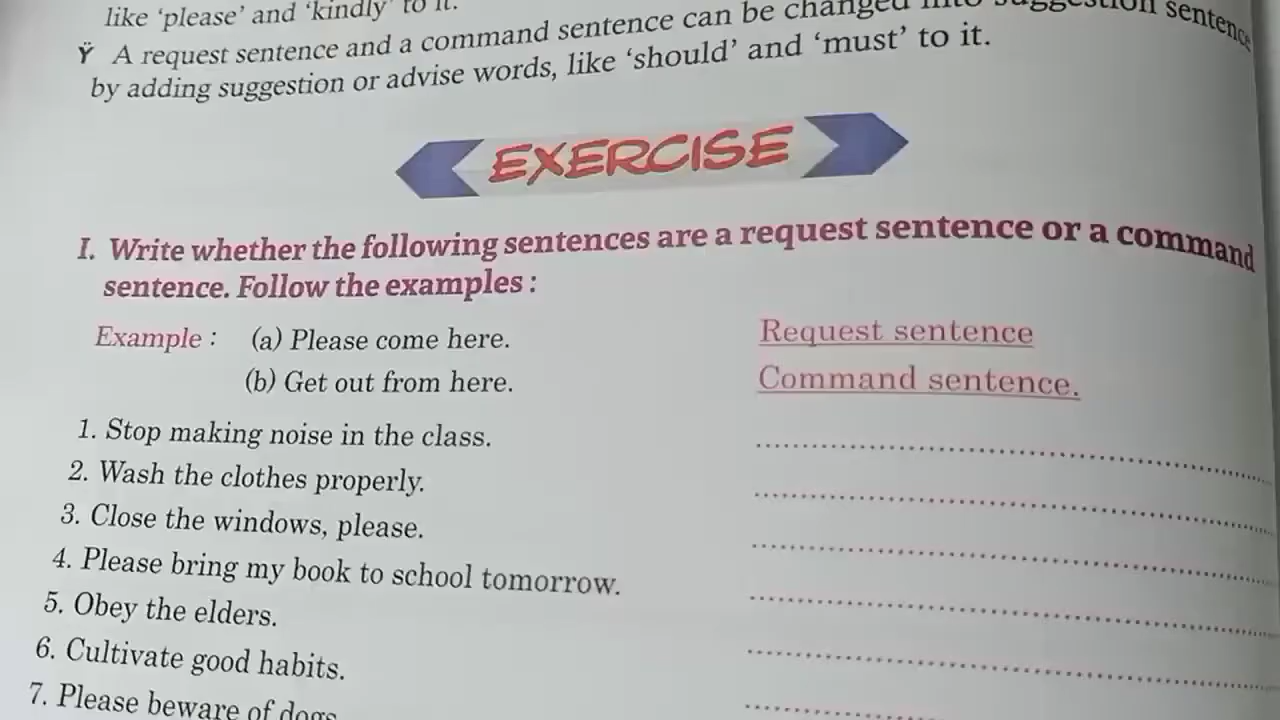 like 'please' and 'kindly' to it.
Ÿ A request sentence and a command sentence can be changed into suggestion sentence
by adding suggestion or advise words, like 'should' and 'must' to it.
EXERCISE
I. Write whether the following sentences are a request sentence or a command
sentence. Follow the examples :
Example : (a) Please come here. Request sentence
(b) Get out from here. Command sentence.
1. Stop making noise in the class. ........................................
2. Wash the clothes properly. ........................................
3. Close the windows, please. ........................................
4. Please bring my book to school tomorrow. ........................................
5. Obey the elders. ........................................
6. Cultivate good habits. ........................................
7. Please beware of dogs